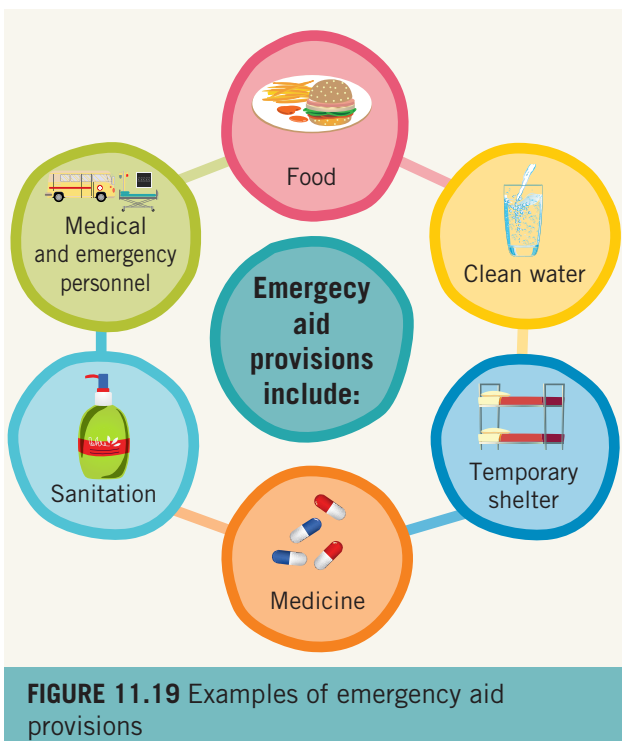 Food
Medical
and emergency
personnel
Clean water
Emergecy
aid
provisions
include:
Sanitation
Temporary
shelter
Medicine
FIGURE 11.19 Examples of emergency aid
provisions